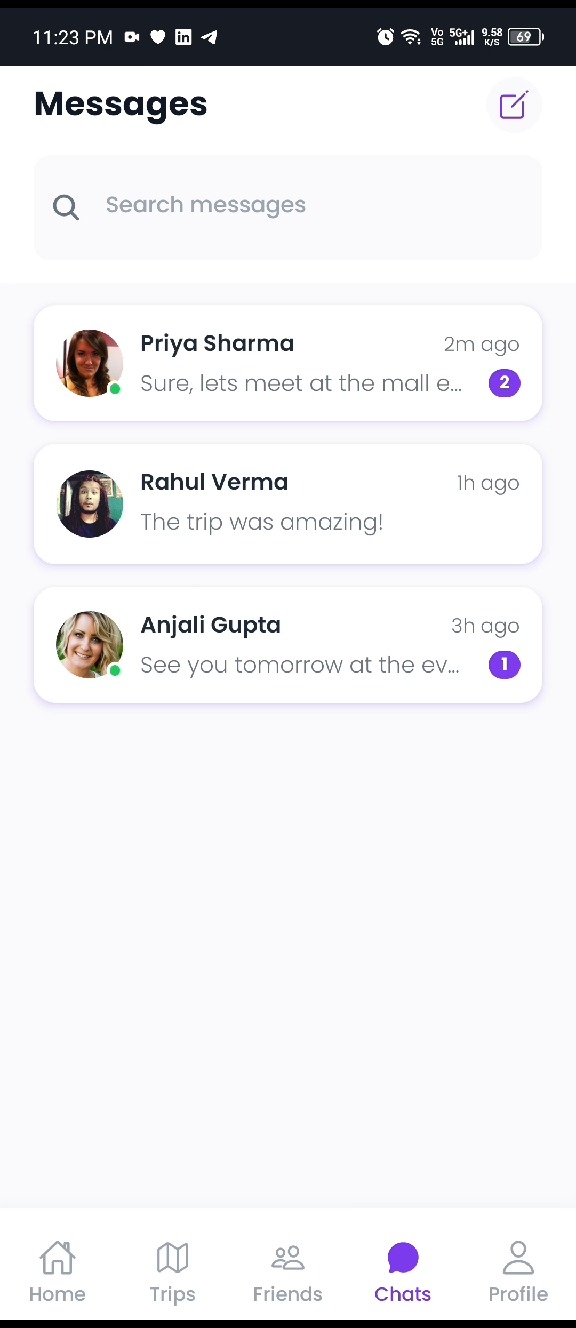 11:23 PM Vo 5G 5G+ 9.58 K/S 69
Messages
Search messages
Priya Sharma 2m ago
Sure, lets meet at the mall e... 2
Rahul Verma 1h ago
The trip was amazing!
Anjali Gupta 3h ago
See you tomorrow at the ev... 1
Home Trips Friends Chats Profile